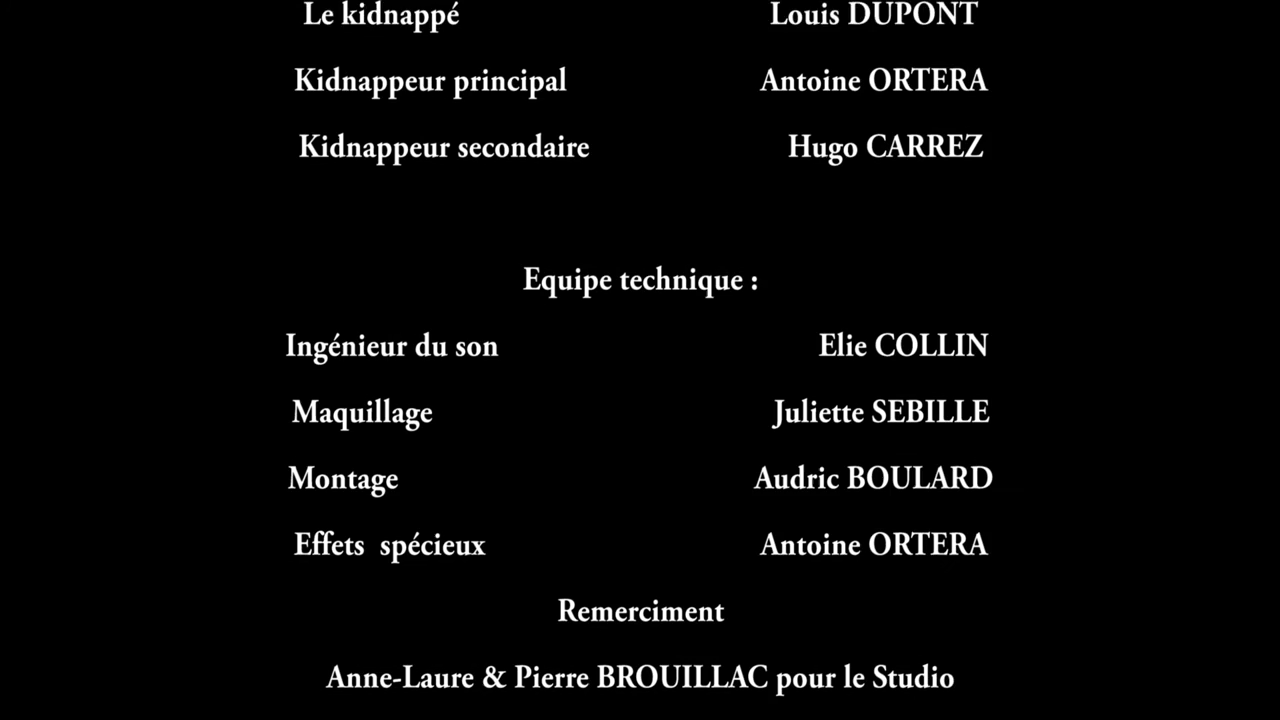 Le kidnappé Louis DUPONT
Kidnappeur principal Antoine ORTERA
Kidnappeur secondaire Hugo CARREZ
Equipe technique :
Ingénieur du son Elie COLLIN
Maquillage Juliette SEBILLE
Montage Audric BOULARD
Effets spécieux Antoine ORTERA
Remerciment
Anne-Laure & Pierre BROUILLAC pour le Studio